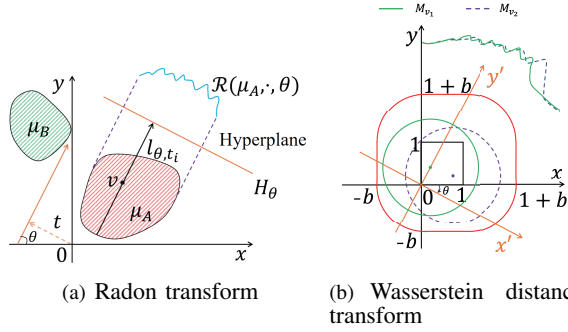 M_{v_1} M_{v_2}
y
ℛ(μ_A,·,θ)
μ_B
l_{θ,t_i}
Hyperplane
v
H_θ
μ_A
t
θ
0
x
y
y'
1 + b
1
x
θ
0
1
-b
1 + b
-b
x'
(a) Radon transform
(b) Wasserstein distanc
transform